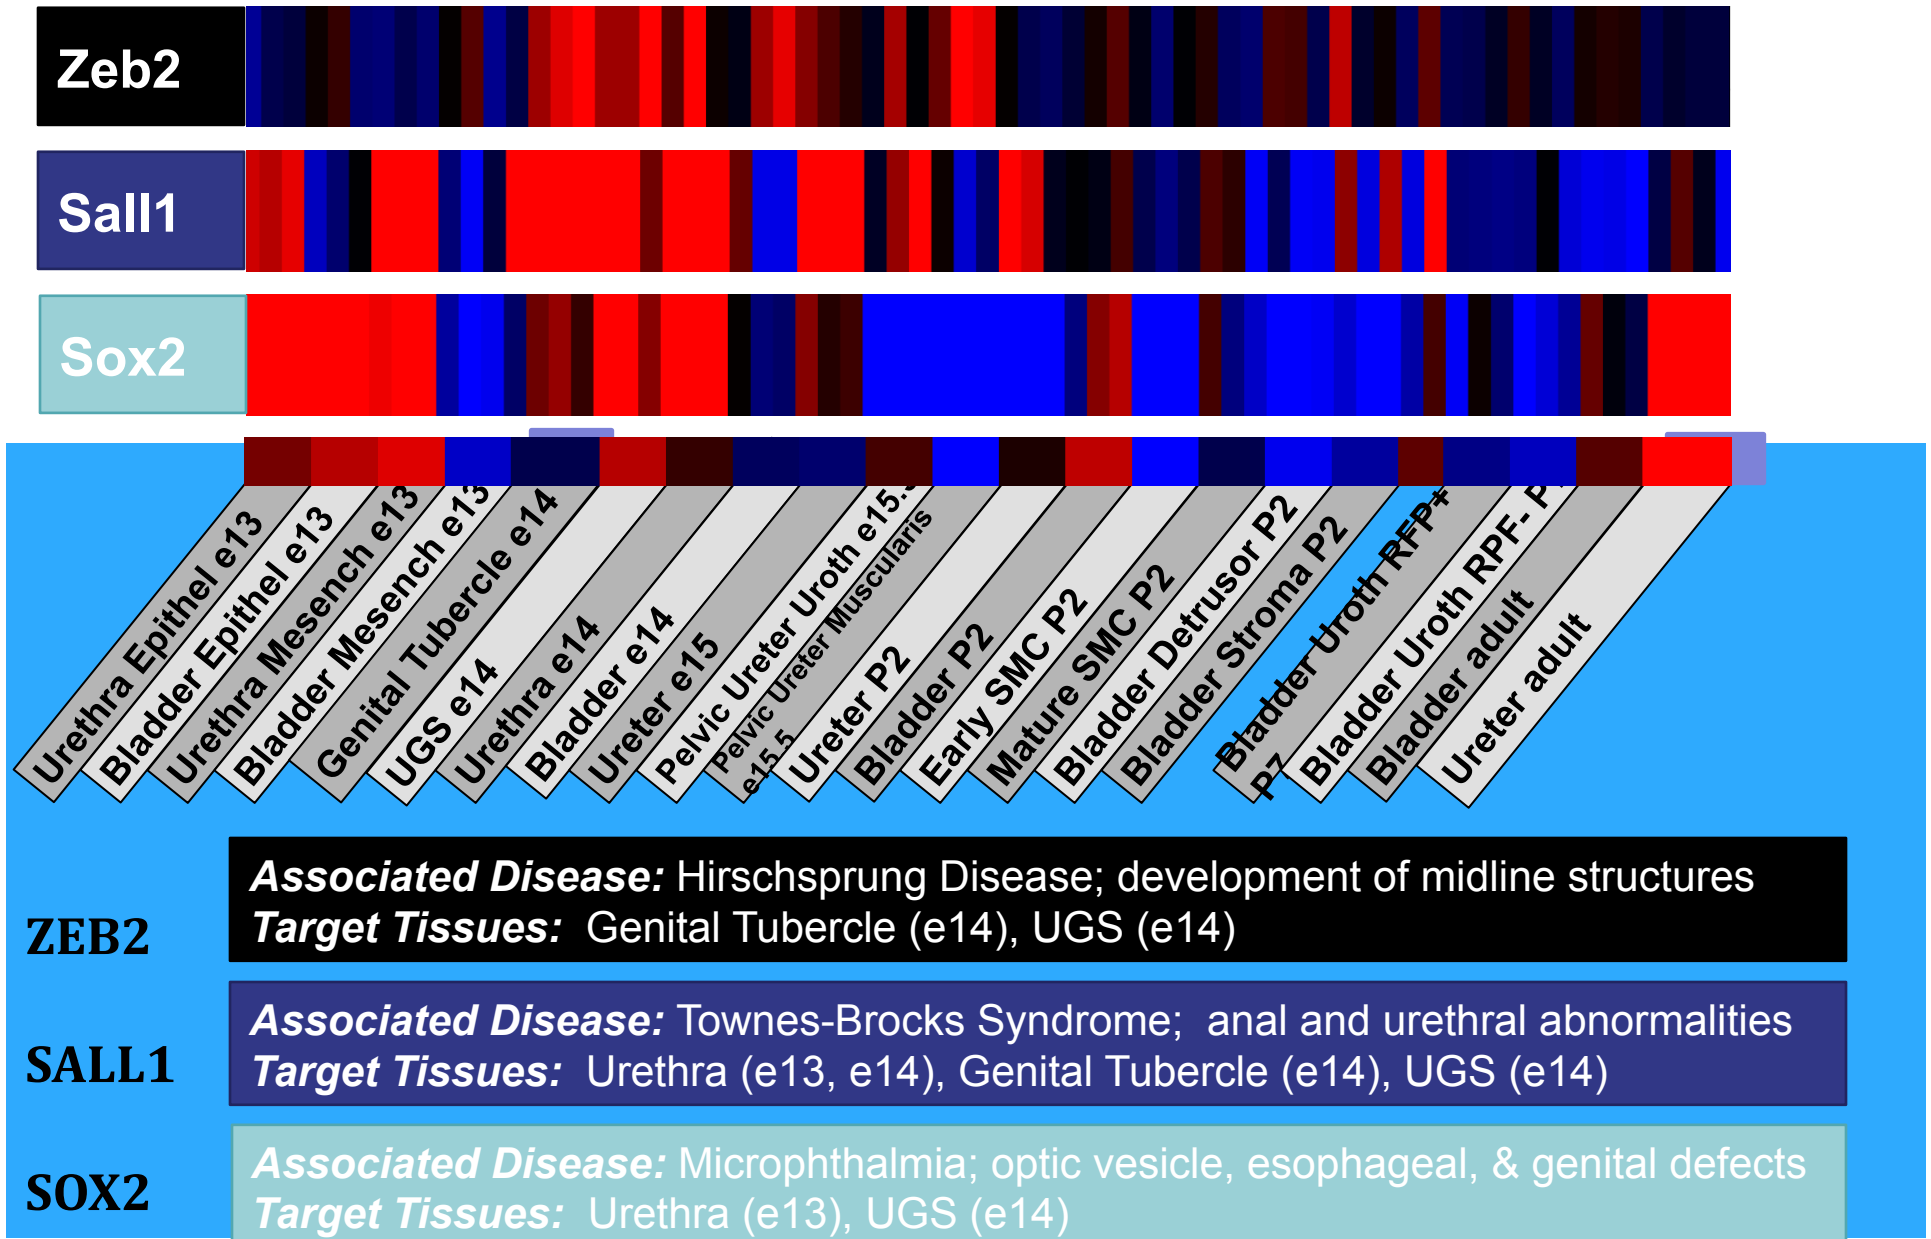 Zeb2
Sall1
Sox2
Urethra Epithel e13
Bladder Epithel e13
Urethra Mesench e13
Bladder Mesench e13
Genital Tubercle e14
UGS e14
Urethra e14
Bladder e14
Ureter e15
Pelvic Ureter Uroth e15.5
Pelvic Ureter Muscularis
e15.5
Ureter P2
Bladder P2
Early SMC P2
Mature SMC P2
Bladder Detrusor P2
Bladder Stroma P2
Bladder Uroth RFP+
P7
Bladder Uroth RPF-
Bladder adult
Ureter adult
ZEB2
Associated Disease: Hirschsprung Disease; development of midline structures
Target Tissues: Genital Tubercle (e14), UGS (e14)
SALL1
Associated Disease: Townes-Brocks Syndrome; anal and urethral abnormalities
Target Tissues: Urethra (e13, e14), Genital Tubercle (e14), UGS (e14)
SOX2
Associated Disease: Microphthalmia; optic vesicle, esophageal, & genital defects
Target Tissues: Urethra (e13), UGS (e14)